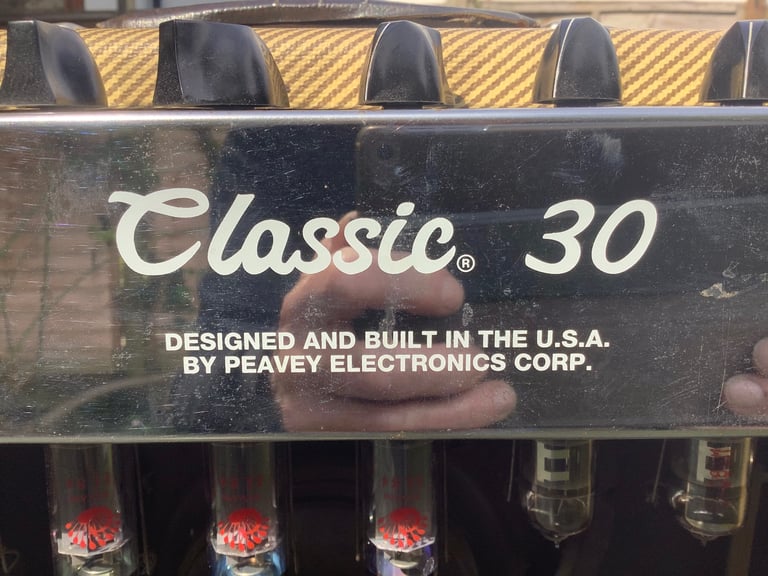 Classic® 30
DESIGNED AND BUILT IN THE U.S.A.
BY PEAVEY ELECTRONICS CORP.